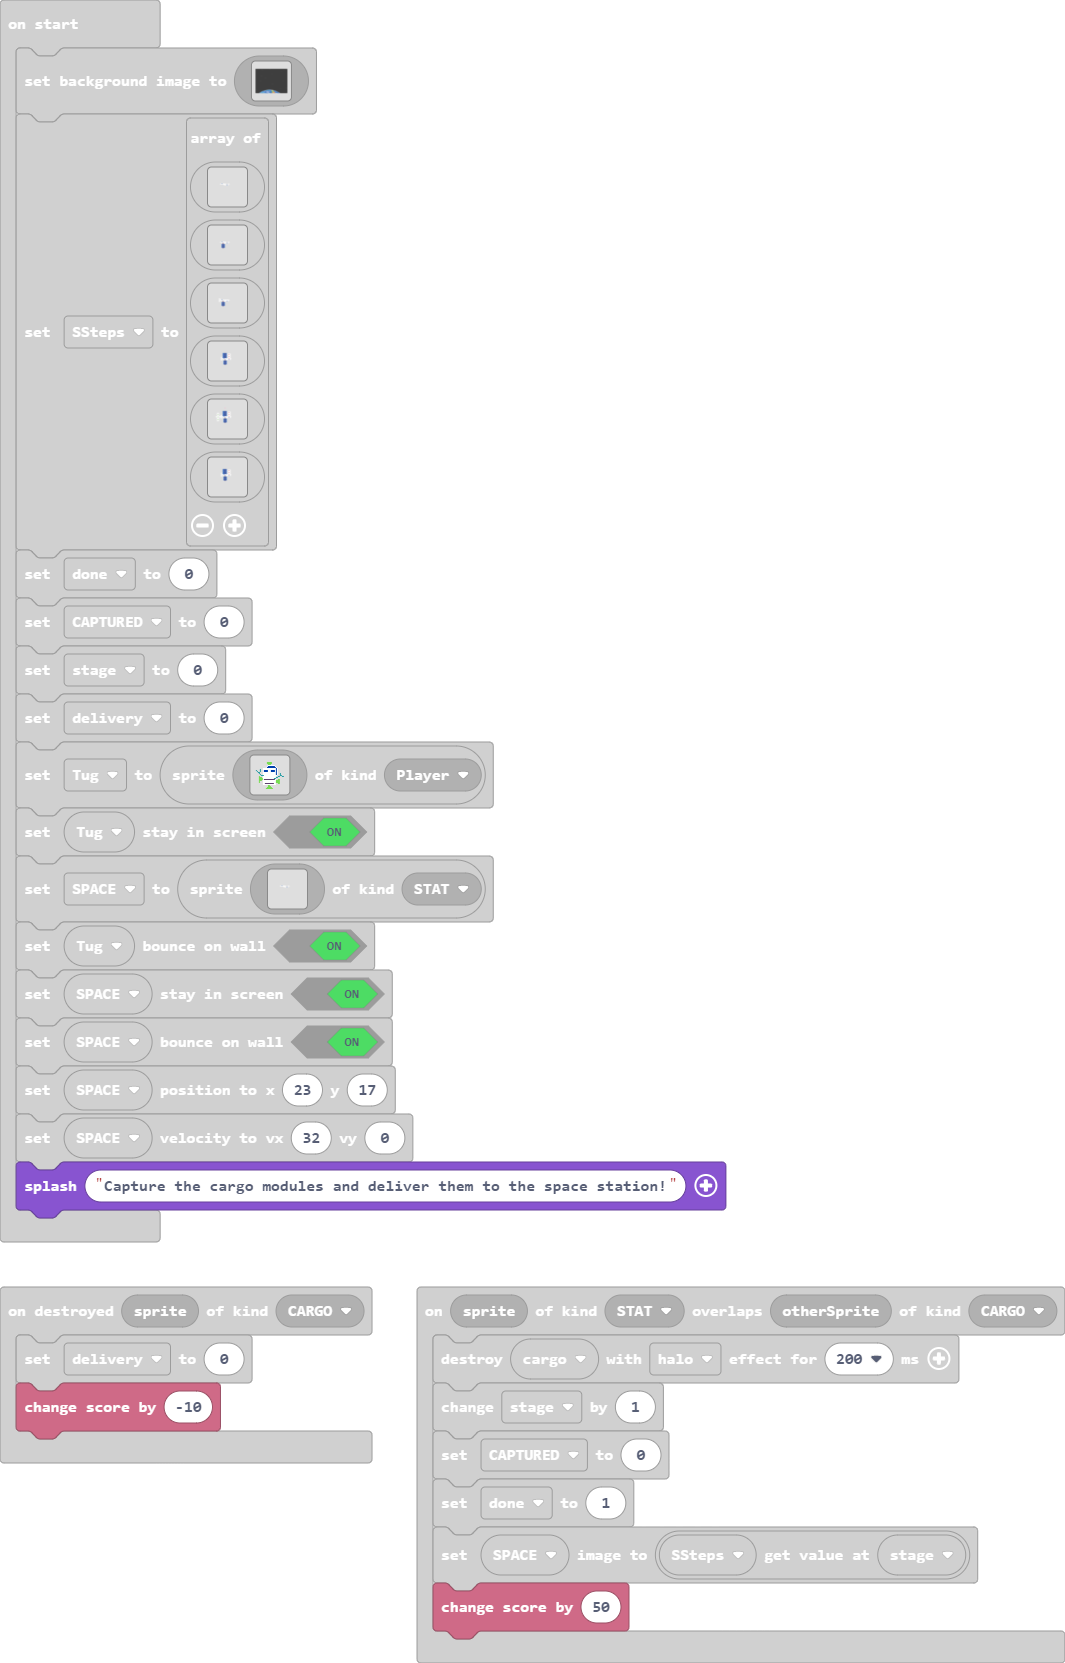 on start
set background image to
array of
set SSteps to
set done to 0
set CAPTURED to 0
set stage to 0
set delivery to 0
set Tug to sprite of kind Player
set Tug stay in screen ON
set SPACE to sprite of kind STAT
set Tug bounce on wall ON
set SPACE stay in screen ON
set SPACE bounce on wall ON
set SPACE position to x 23 y 17
set SPACE velocity to vx 32 vy 0
splash "Capture the cargo modules and deliver them to the space station!"
on destroyed sprite of kind CARGO
set delivery to 0
change score by -10
on sprite of kind STAT overlaps otherSprite of kind CARGO
destroy cargo with halo effect for 200 ms
change stage by 1
set CAPTURED to 0
set done to 1
set SPACE image to SSteps get value at stage
change score by 50